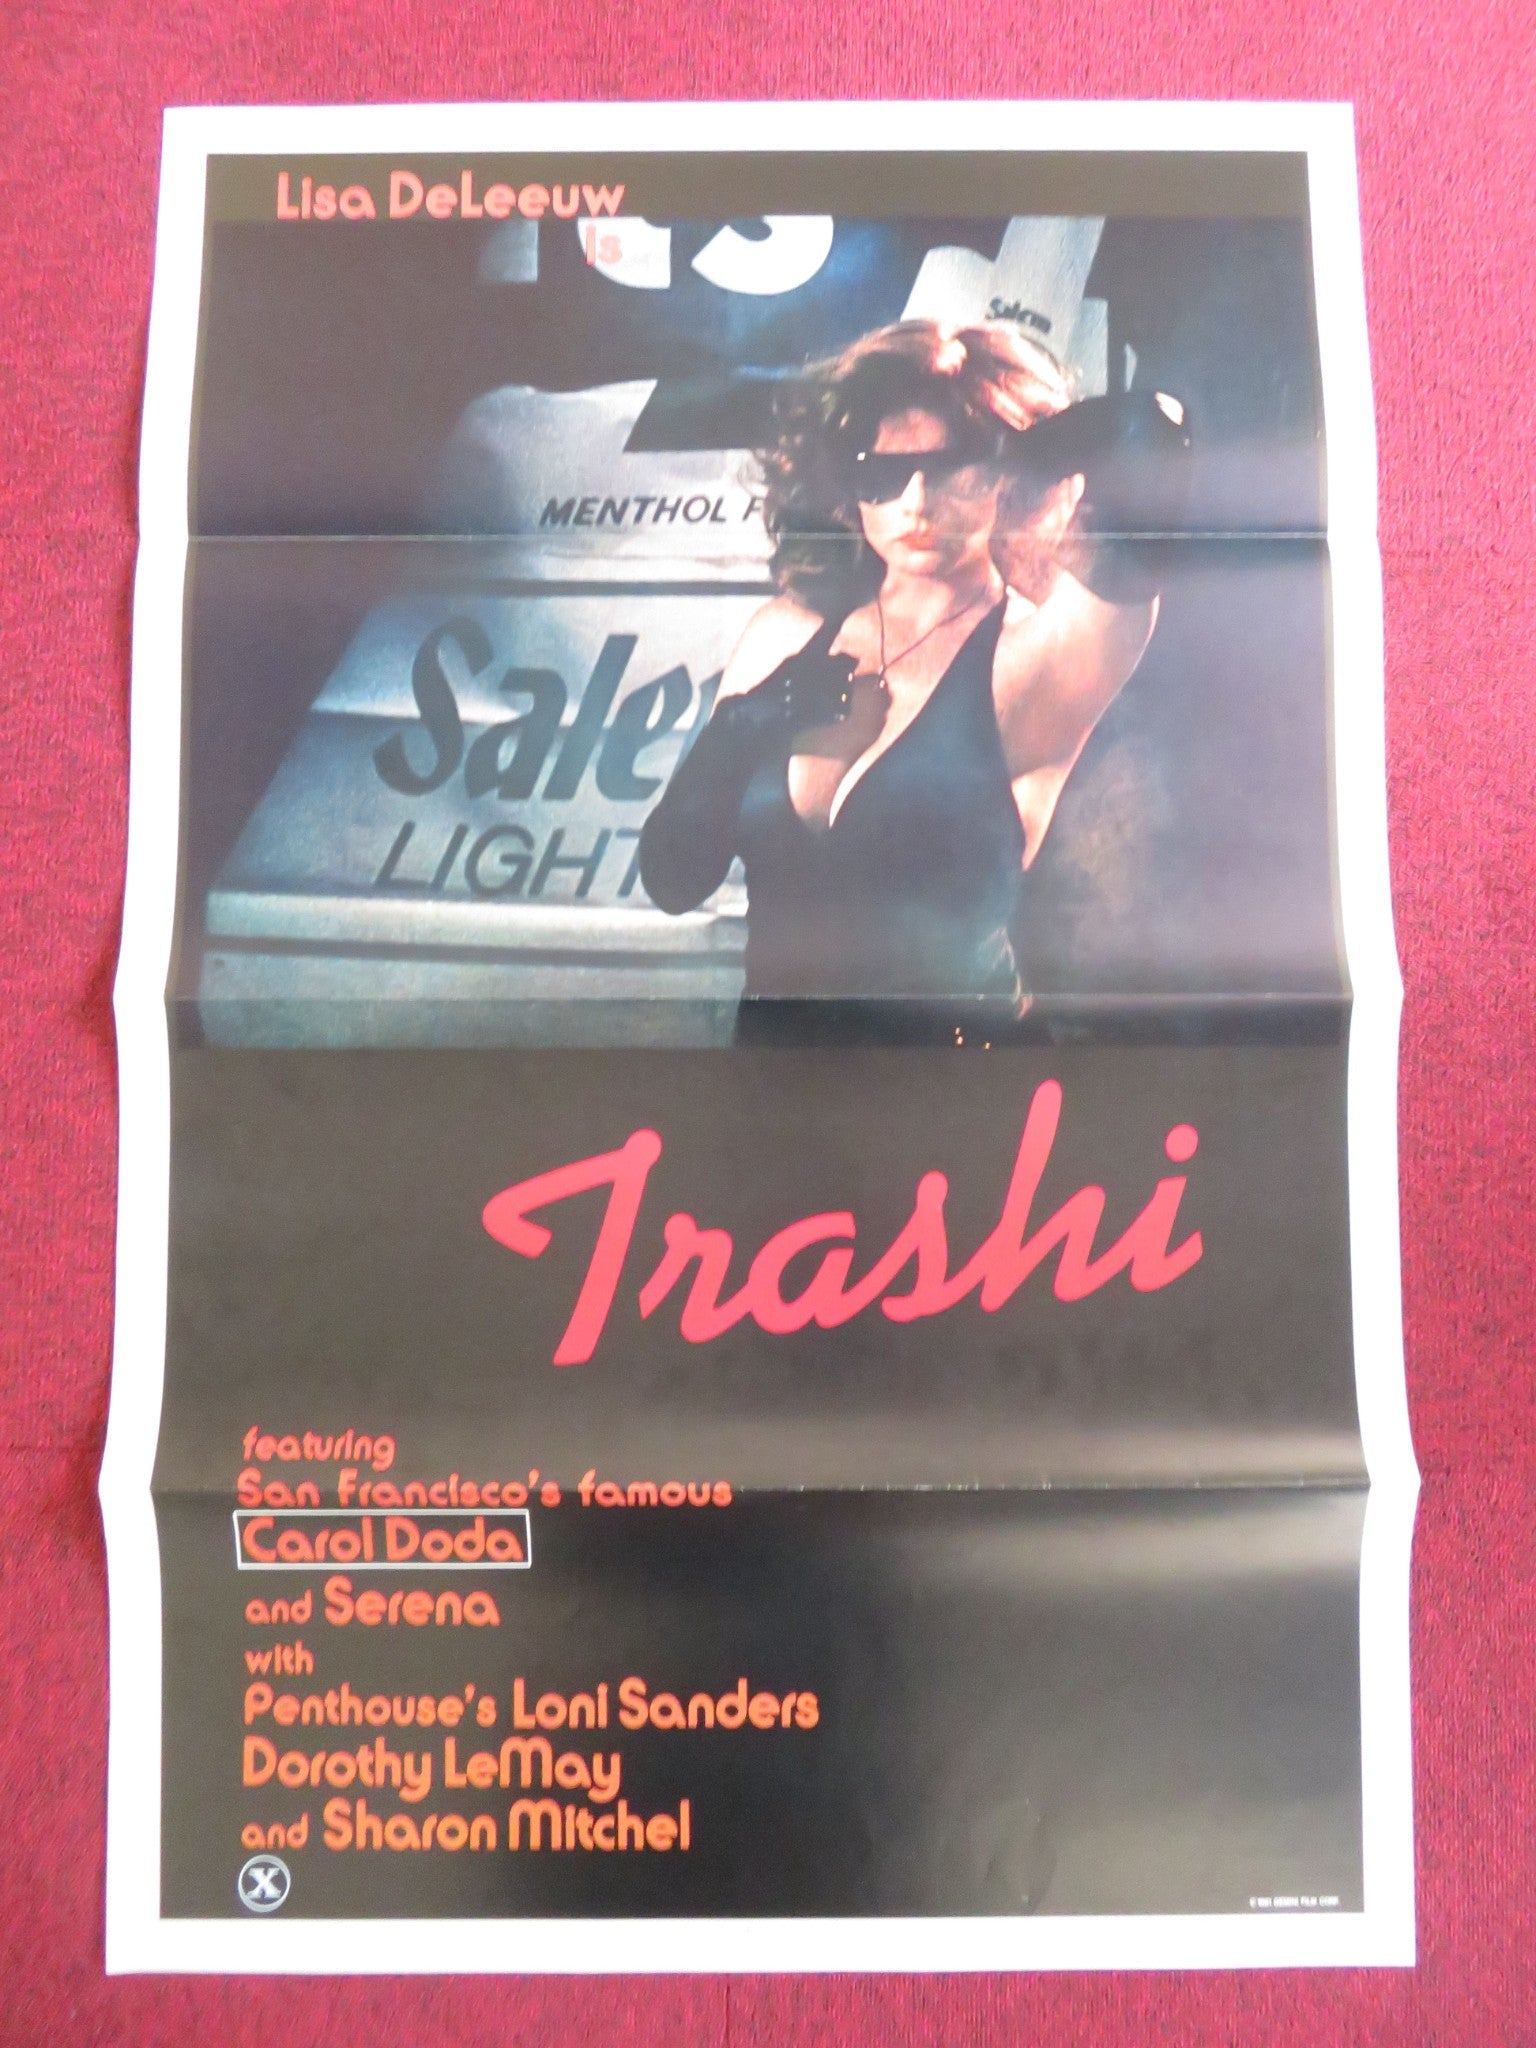 Lisa DeLeeuw
is
Salem
MENTHOL F
Sale
LIGHT
Trashi
featuring
San Francisco's famous
Carol Doda
and Serena
with
Penthouse's Loni Sanders
Dorothy LeMay
and Sharon Mitchel
X